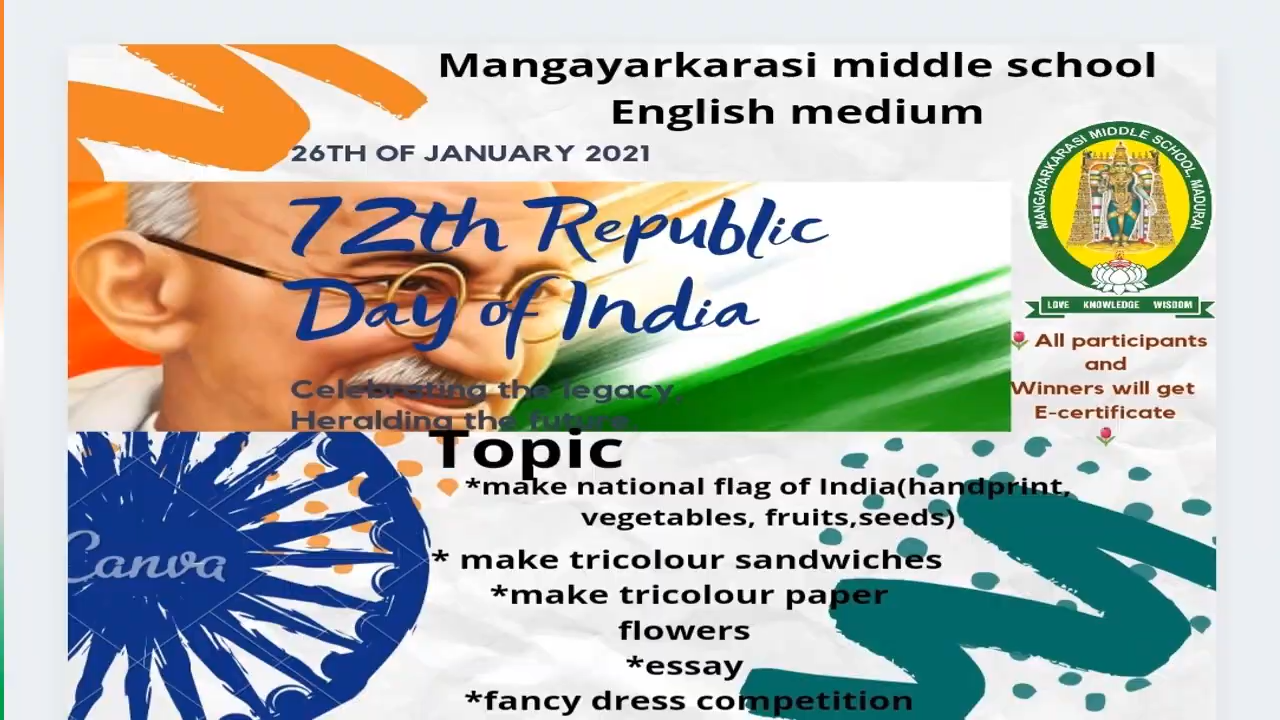 Mangayarkarasi middle school
English medium
26TH OF JANUARY 2021
MANGAYARKARASI MIDDLE SCHOOL, MADURAI
LOVE KNOWLEDGE WISDOM
72th Republic
Day of India
Celebrating the legacy,
Heralding the future.
All participants
and
Winners will get
E-certificate
Topic
*make national flag of India(handprint,
vegetables, fruits,seeds)
* make tricolour sandwiches
*make tricolour paper
flowers
*essay
*fancy dress competition
Canva